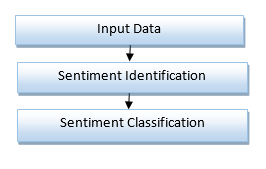 Input Data
Sentiment Identification
Sentiment Classification